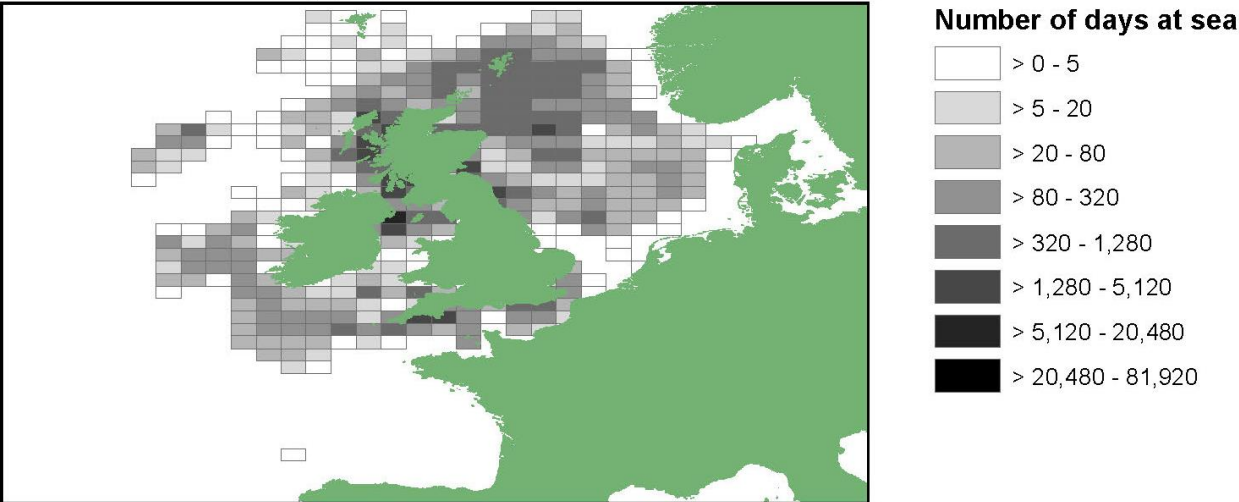 Number of days at sea
> 0 - 5
> 5 - 20
> 20 - 80
> 80 - 320
> 320 - 1,280
> 1,280 - 5,120
> 5,120 - 20,480
> 20,480 - 81,920